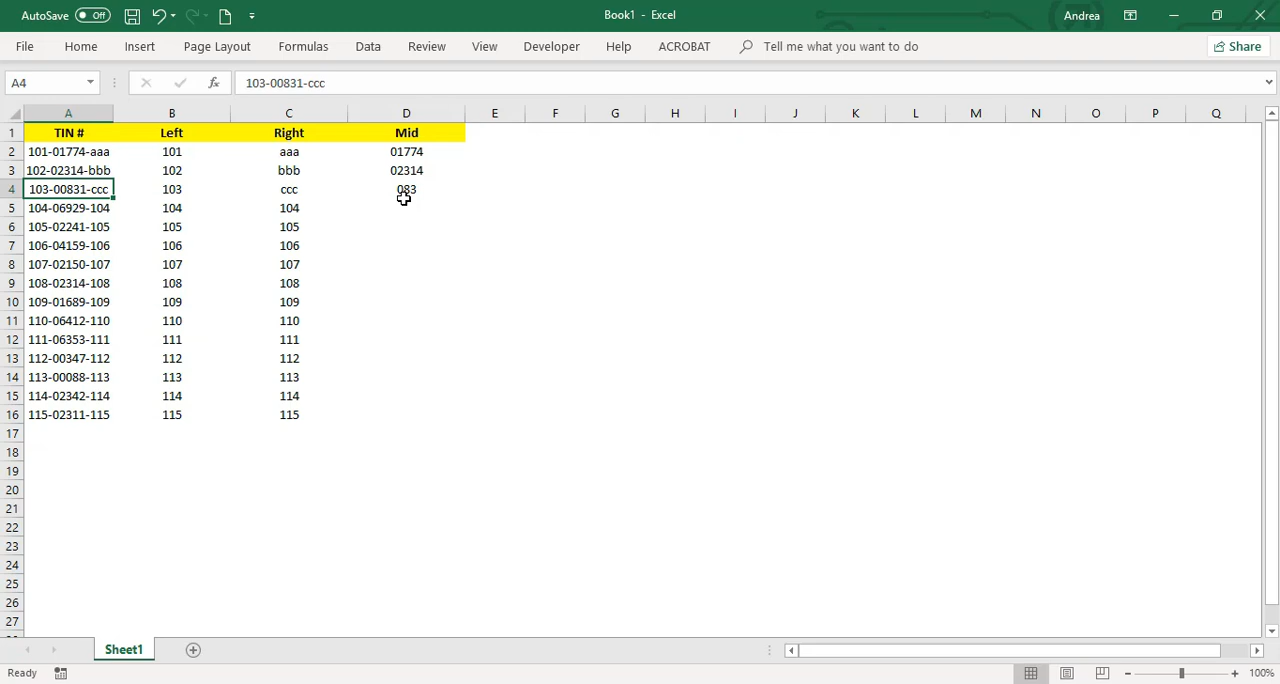 AutoSave Off Book1 - Excel Andrea
File Home Insert Page Layout Formulas Data Review View Developer Help ACROBAT Tell me what you want to do Share
A4 fx 103-00831-ccc
A B C D E F G H I J K L M N O P Q
1 TIN # Left Right Mid
2 101-01774-aaa 101 aaa 01774
3 102-02314-bbb 102 bbb 02314
4 103-00831-ccc 103 ccc 083
5 104-06929-104 104 104
6 105-02241-105 105 105
7 106-04159-106 106 106
8 107-02150-107 107 107
9 108-02314-108 108 108
10 109-01689-109 109 109
11 110-06412-110 110 110
12 111-06353-111 111 111
13 112-00347-112 112 112
14 113-00088-113 113 113
15 114-02342-114 114 114
16 115-02311-115 115 115
17
18
19
20
21
22
23
24
25
26
27
Sheet1
Ready 100%